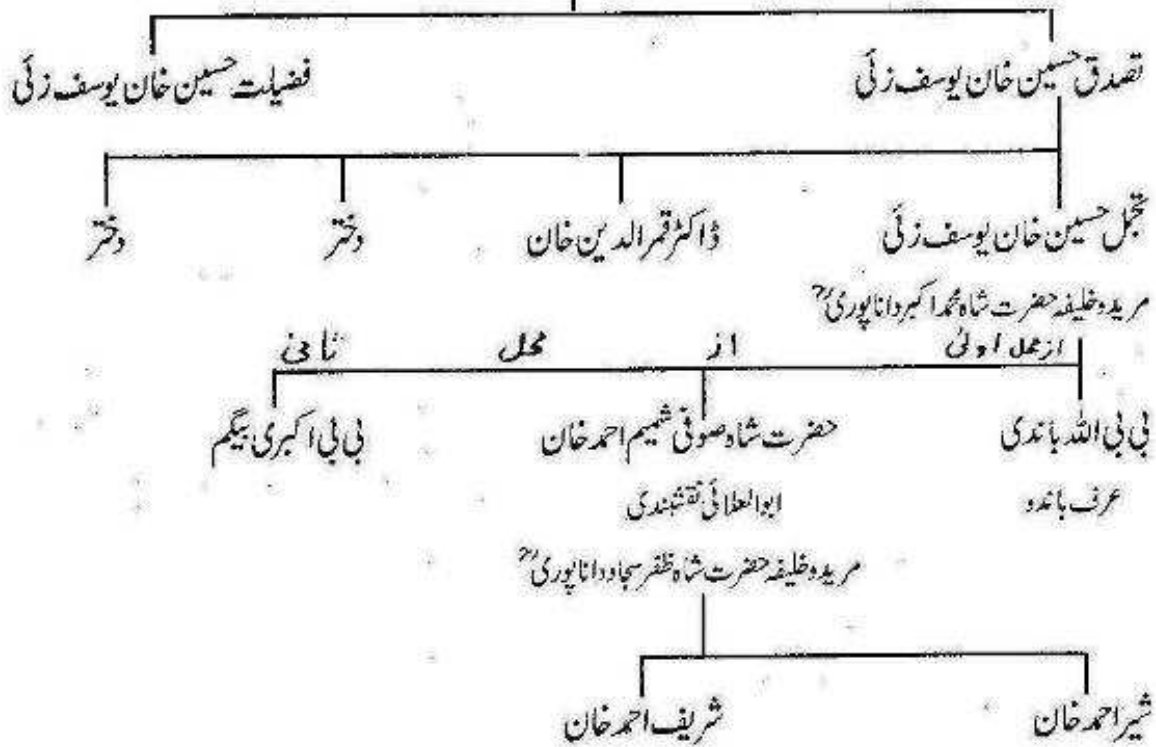 تصدق حسین خان یوسف زئی فضیلت حسین خان یوسف زئی
تجمل حسین خان یوسف زئی ڈاکٹر قمر الدین خان دختر دختر
مرید و خلیفہ حضرت شاہ محمد اکبر داناپوریؒ
از محل اولیٰ از محل ثانی
بی بی اللہ باندی حضرت شاہ صوفی شمیم احمد خان بی بی اکبری بیگم
عرف باندو ابوالعلائی نقشبندی
مرید و خلیفہ حضرت شاہ ظفر سجاد داناپوریؒ
شبیر احمد خان شریف احمد خان